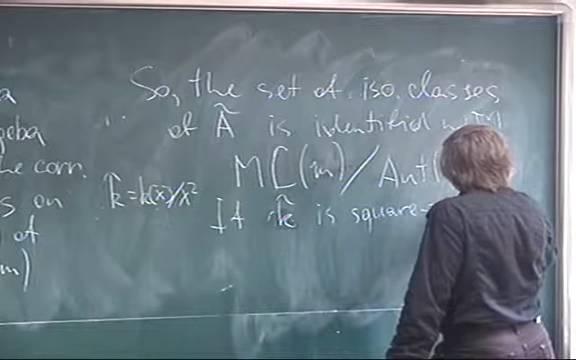 So, the set of iso. classes
of Ã is identified with
MC(m)/Aut(
k̃=k(x)/x²
If k̃ is square-
a
gebra
he corr.
s on
of
m)